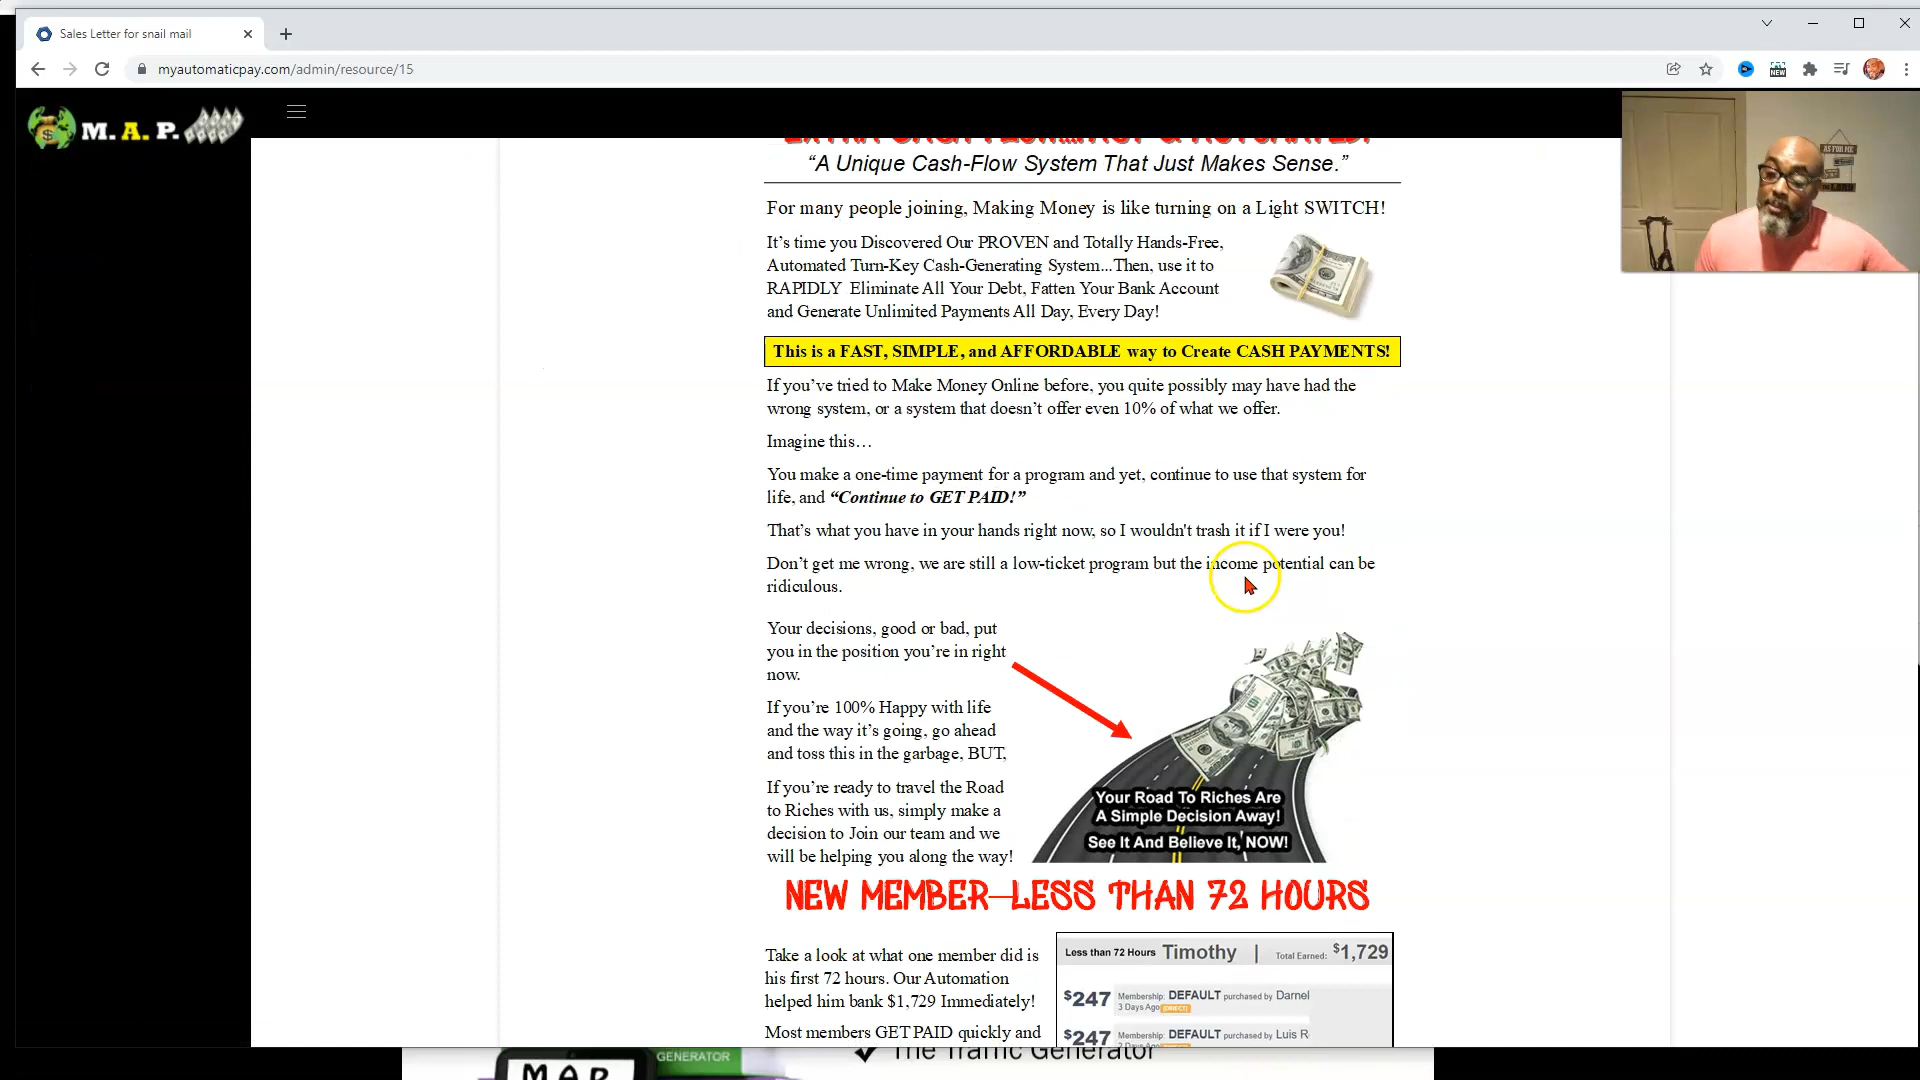 Sales Letter for snail mail
myautomaticpay.com/admin/resource/15
NEW
M. A. P.
AS FOR ME
EXTRA CASH FLOW...FAST & AUTOMATED!
“A Unique Cash-Flow System That Just Makes Sense.”
For many people joining, Making Money is like turning on a Light SWITCH!
It’s time you Discovered Our PROVEN and Totally Hands-Free,
Automated Turn-Key Cash-Generating System...Then, use it to
RAPIDLY Eliminate All Your Debt, Fatten Your Bank Account
and Generate Unlimited Payments All Day, Every Day!
This is a FAST, SIMPLE, and AFFORDABLE way to Create CASH PAYMENTS!
If you’ve tried to Make Money Online before, you quite possibly may have had the
wrong system, or a system that doesn’t offer even 10% of what we offer.
Imagine this…
You make a one-time payment for a program and yet, continue to use that system for
life, and “Continue to GET PAID!”
That’s what you have in your hands right now, so I wouldn't trash it if I were you!
Don’t get me wrong, we are still a low-ticket program but the income potential can be
ridiculous.
Your decisions, good or bad, put
you in the position you’re in right
now.
If you’re 100% Happy with life
and the way it’s going, go ahead
and toss this in the garbage, BUT,
If you’re ready to travel the Road
to Riches with us, simply make a
decision to Join our team and we
will be helping you along the way!
Your Road To Riches Are
A Simple Decision Away!
See It And Believe It, NOW!
NEW MEMBER—LESS THAN 72 HOURS
Take a look at what one member did is
his first 72 hours. Our Automation
helped him bank $1,729 Immediately!
Most members GET PAID quickly and
Less than 72 Hours Timothy | Total Earned: $1,729
$247 Membership: DEFAULT purchased by Darnel
3 Days Ago [DIRECT]
$247 Membership: DEFAULT purchased by Luis R
GENERATOR
MAP
The Traffic Generator